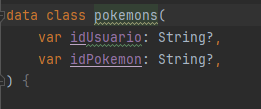 data class pokemons(
    var idUsuario: String?,
    var idPokemon: String?,
) {